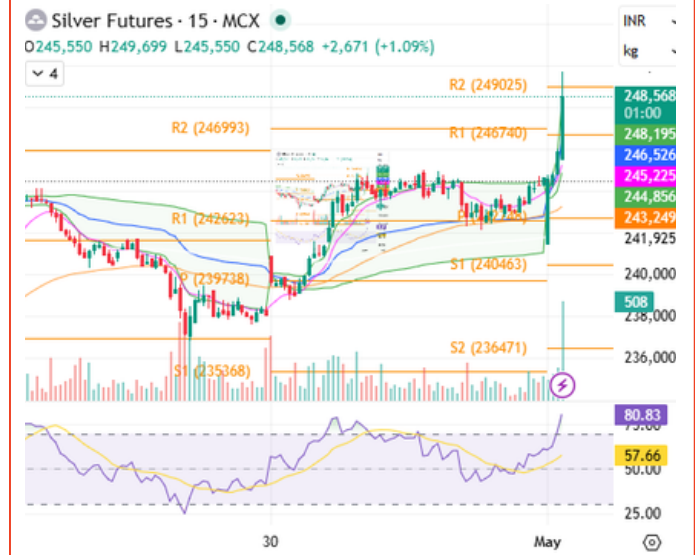 Silver Futures · 15 · MCX
INR
O245,550 H249,699 L245,550 C248,568 +2,671 (+1.09%)
kg
4
R2 (249025)
248,568
01:00
R2 (246993)
R1 (246740)
248,195
246,526
245,225
244,856
R1 (242623)
243,249
241,925
P (239738)
S1 (240463)
240,000
508
238,000
S2 (236471)
236,000
S1 (235368)
80.83
75.00
57.66
50.00
25.00
30
May